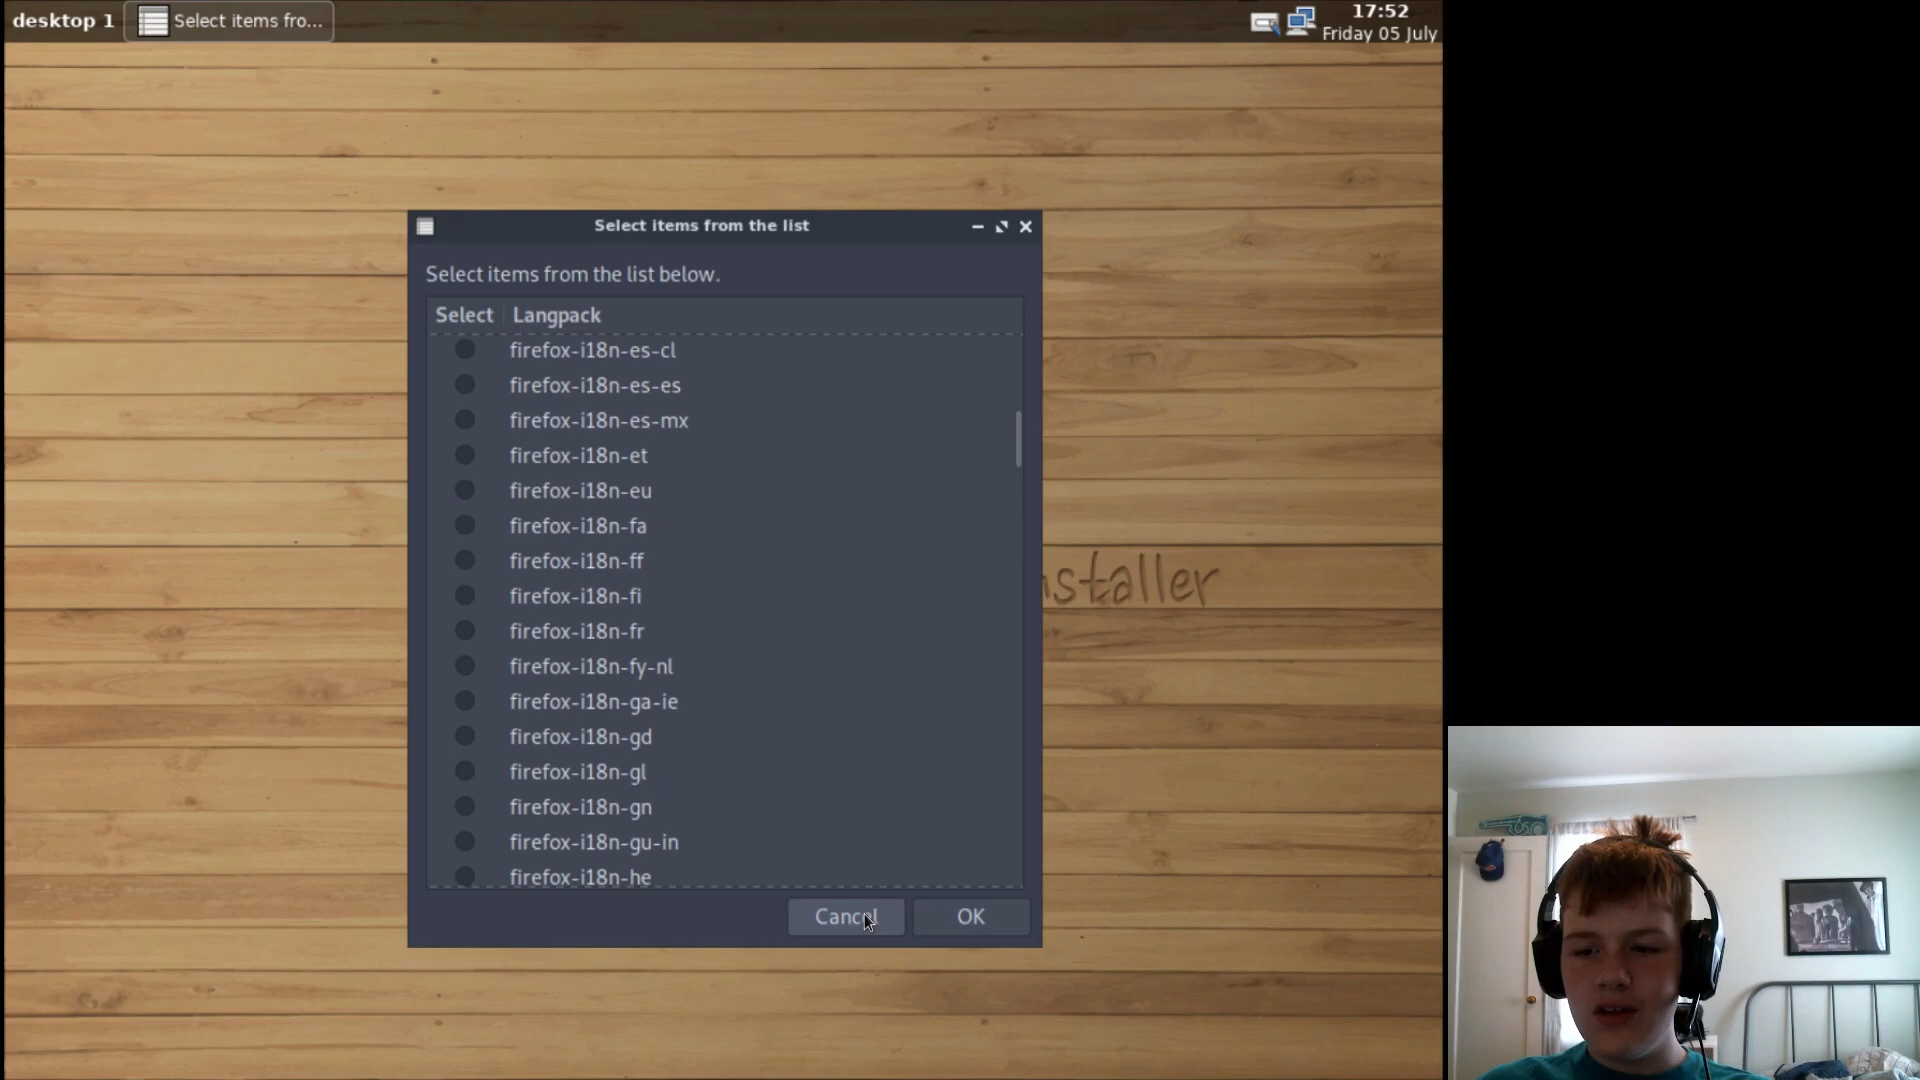 desktop 1
Select items fro...
17:52
Friday 05 July
Select items from the list
Select items from the list below.
Select Langpack
firefox-i18n-es-cl
firefox-i18n-es-es
firefox-i18n-es-mx
firefox-i18n-et
firefox-i18n-eu
firefox-i18n-fa
firefox-i18n-ff
firefox-i18n-fi
firefox-i18n-fr
firefox-i18n-fy-nl
firefox-i18n-ga-ie
firefox-i18n-gd
firefox-i18n-gl
firefox-i18n-gn
firefox-i18n-gu-in
firefox-i18n-he
Cancel OK